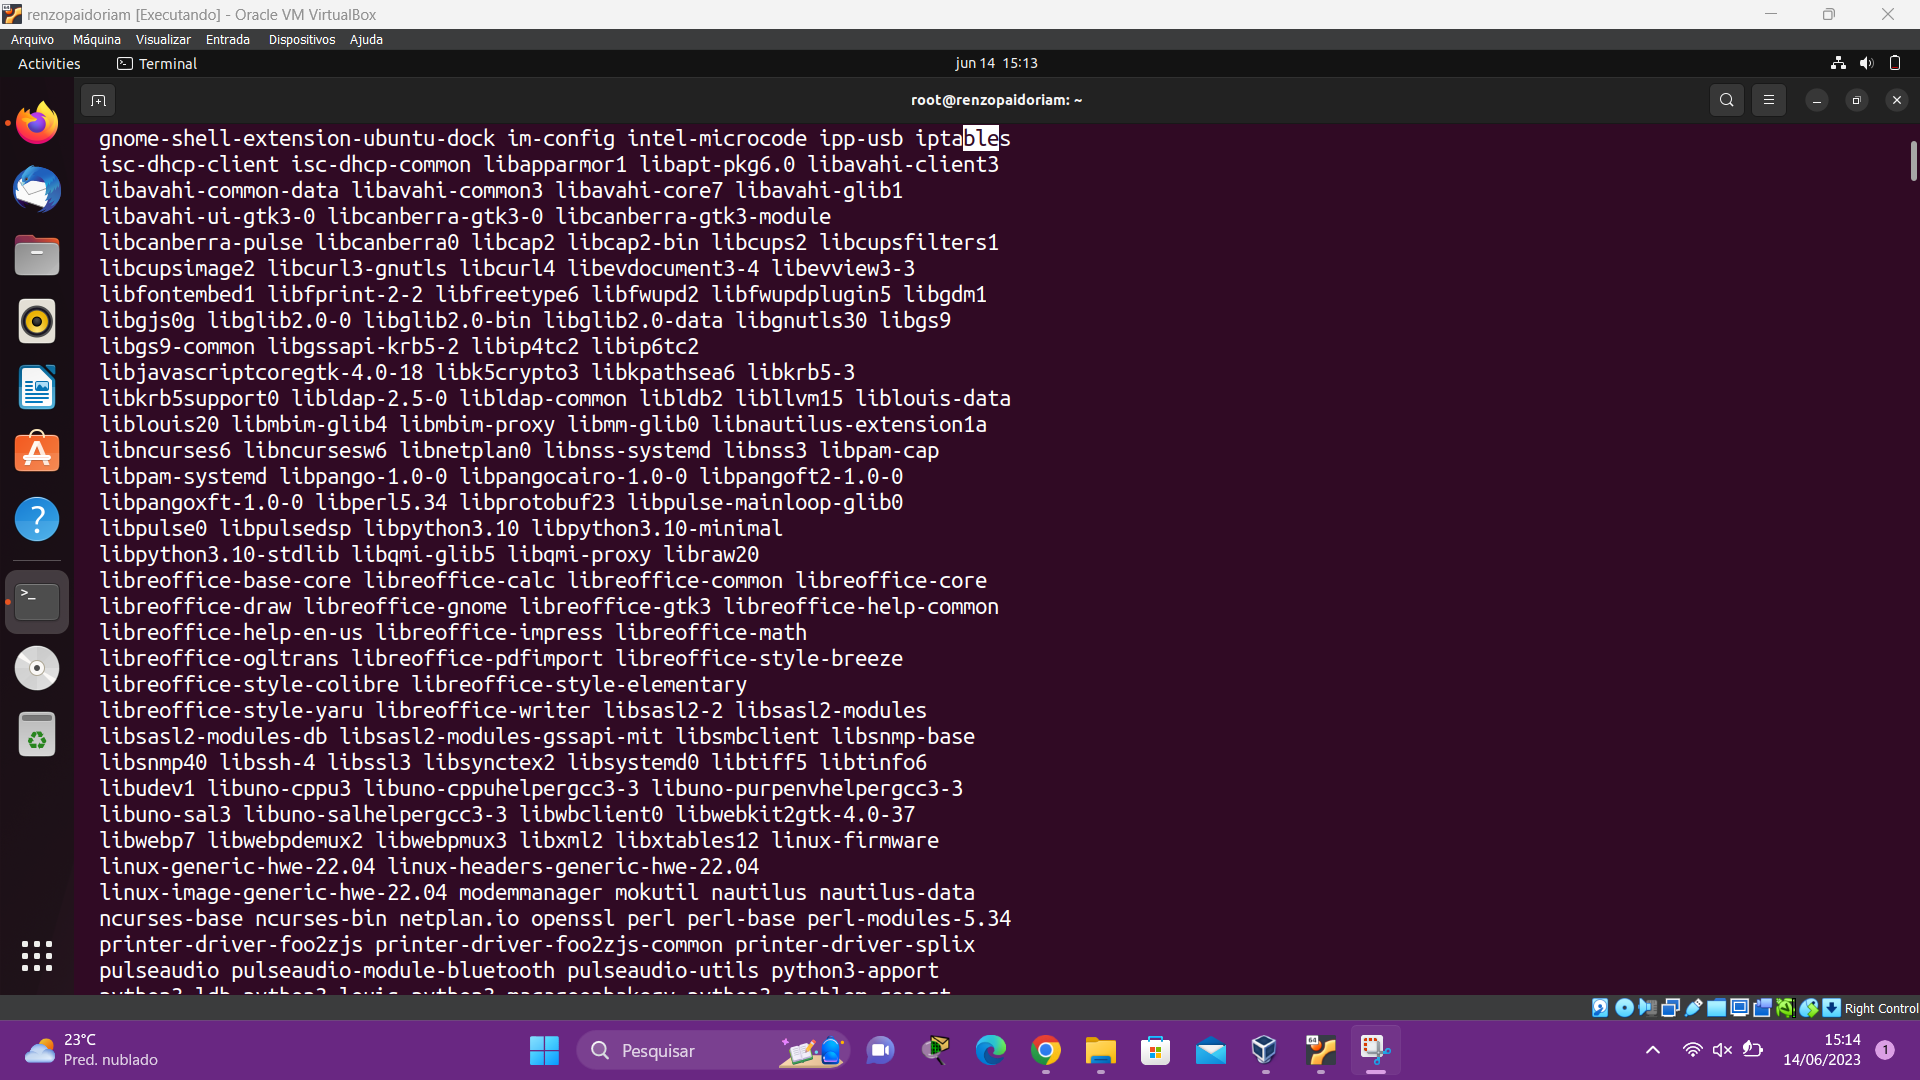 renzopaidoriam [Executando] - Oracle VM VirtualBox
Arquivo Máquina Visualizar Entrada Dispositivos Ajuda
Activities Terminal jun 14 15:13
root@renzopaidoriam: ~
gnome-shell-extension-ubuntu-dock im-config intel-microcode ipp-usb iptables
isc-dhcp-client isc-dhcp-common libapparmor1 libapt-pkg6.0 libavahi-client3
libavahi-common-data libavahi-common3 libavahi-core7 libavahi-glib1
libavahi-ui-gtk3-0 libcanberra-gtk3-0 libcanberra-gtk3-module
libcanberra-pulse libcanberra0 libcap2 libcap2-bin libcups2 libcupsfilters1
libcupsimage2 libcurl3-gnutls libcurl4 libevdocument3-4 libevview3-3
libfontembed1 libfprint-2-2 libfreetype6 libfwupd2 libfwupdplugin5 libgdm1
libgjs0g libglib2.0-0 libglib2.0-bin libglib2.0-data libgnutls30 libgs9
libgs9-common libgssapi-krb5-2 libip4tc2 libip6tc2
libjavascriptcoregtk-4.0-18 libk5crypto3 libkpathsea6 libkrb5-3
libkrb5support0 libldap-2.5-0 libldap-common libldb2 libllvm15 liblouis-data
liblouis20 libmbim-glib4 libmbim-proxy libmm-glib0 libnautilus-extension1a
libncurses6 libncursesw6 libnetplan0 libnss-systemd libnss3 libpam-cap
libpam-systemd libpango-1.0-0 libpangocairo-1.0-0 libpangoft2-1.0-0
libpangoxft-1.0-0 libperl5.34 libprotobuf23 libpulse-mainloop-glib0
libpulse0 libpulsedsp libpython3.10 libpython3.10-minimal
libpython3.10-stdlib libqmi-glib5 libqmi-proxy libraw20
libreoffice-base-core libreoffice-calc libreoffice-common libreoffice-core
libreoffice-draw libreoffice-gnome libreoffice-gtk3 libreoffice-help-common
libreoffice-help-en-us libreoffice-impress libreoffice-math
libreoffice-ogltrans libreoffice-pdfimport libreoffice-style-breeze
libreoffice-style-colibre libreoffice-style-elementary
libreoffice-style-yaru libreoffice-writer libsasl2-2 libsasl2-modules
libsasl2-modules-db libsasl2-modules-gssapi-mit libsmbclient libsnmp-base
libsnmp40 libssh-4 libssl3 libsynctex2 libsystemd0 libtiff5 libtinfo6
libudev1 libuno-cppu3 libuno-cppuhelpergcc3-3 libuno-purpenvhelpergcc3-3
libuno-sal3 libuno-salhelpergcc3-3 libwbclient0 libwebkit2gtk-4.0-37
libwebp7 libwebpdemux2 libwebpmux3 libxml2 libxtables12 linux-firmware
linux-generic-hwe-22.04 linux-headers-generic-hwe-22.04
linux-image-generic-hwe-22.04 modemmanager mokutil nautilus nautilus-data
ncurses-base ncurses-bin netplan.io openssl perl perl-base perl-modules-5.34
printer-driver-foo2zjs printer-driver-foo2zjs-common printer-driver-splix
pulseaudio pulseaudio-module-bluetooth pulseaudio-utils python3-apport
Right Control
23°C
Pred. nublado
Pesquisar
15:14
14/06/2023
1